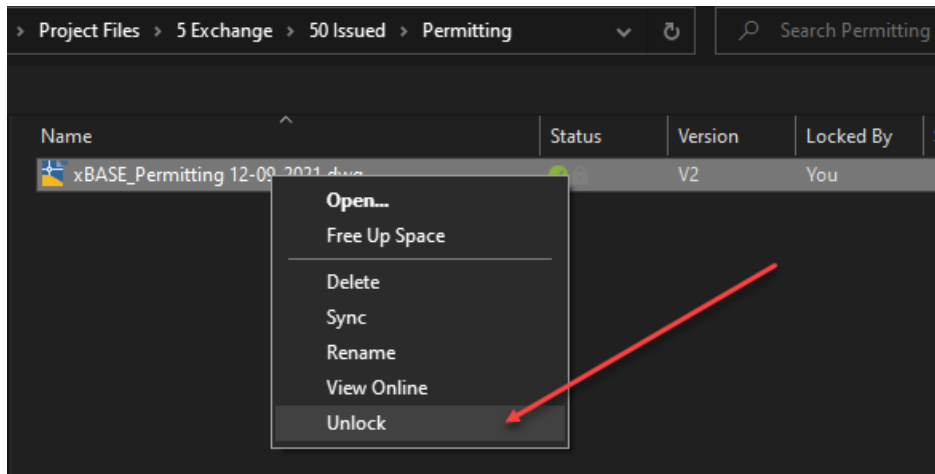 > Project Files > 5 Exchange > 50 Issued > Permitting
Search Permitting
Name Status Version Locked By
xBASE_Permitting 12-09-2021.dwg V2 You
Open...
Free Up Space
Delete
Sync
Rename
View Online
Unlock